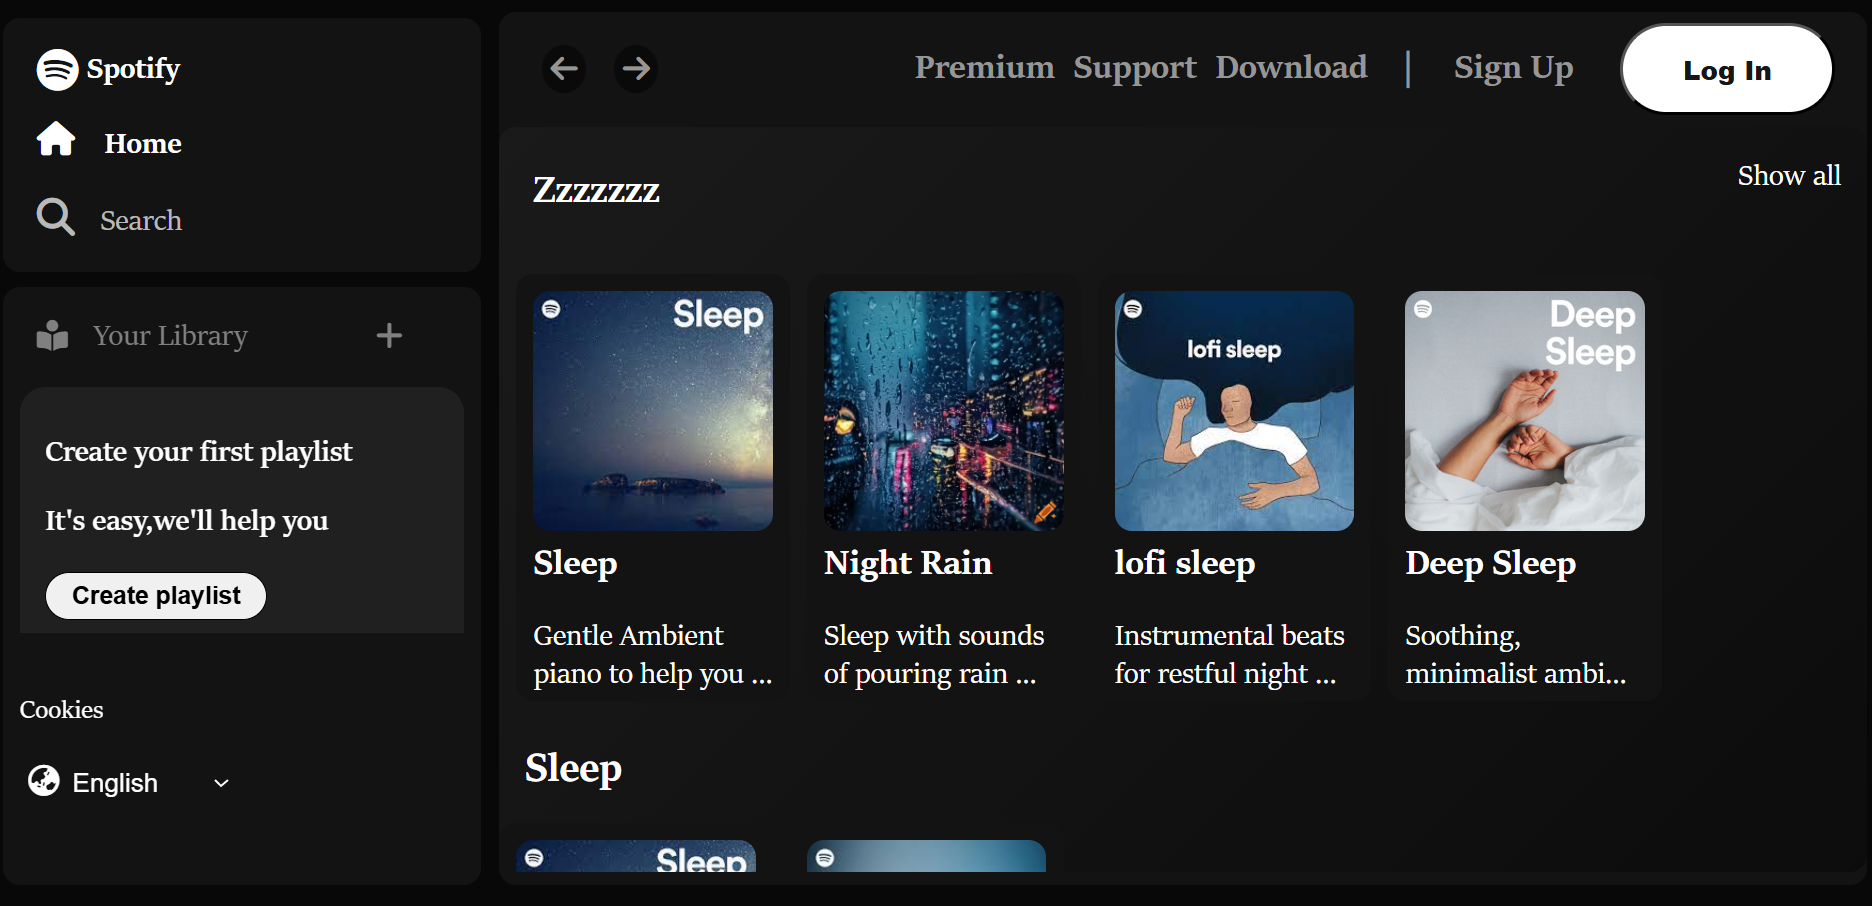 Spotify
Home
Search
Your Library
Create your first playlist
It's easy,we'll help you
Create playlist
Cookies
English
Premium Support Download | Sign Up
Log In
Zzzzzzz
Show all
Sleep
lofi sleep
Deep
Sleep
Sleep
Gentle Ambient
piano to help you ...
Night Rain
Sleep with sounds
of pouring rain ...
lofi sleep
Instrumental beats
for restful night ...
Deep Sleep
Soothing,
minimalist ambi...
Sleep
Sleep